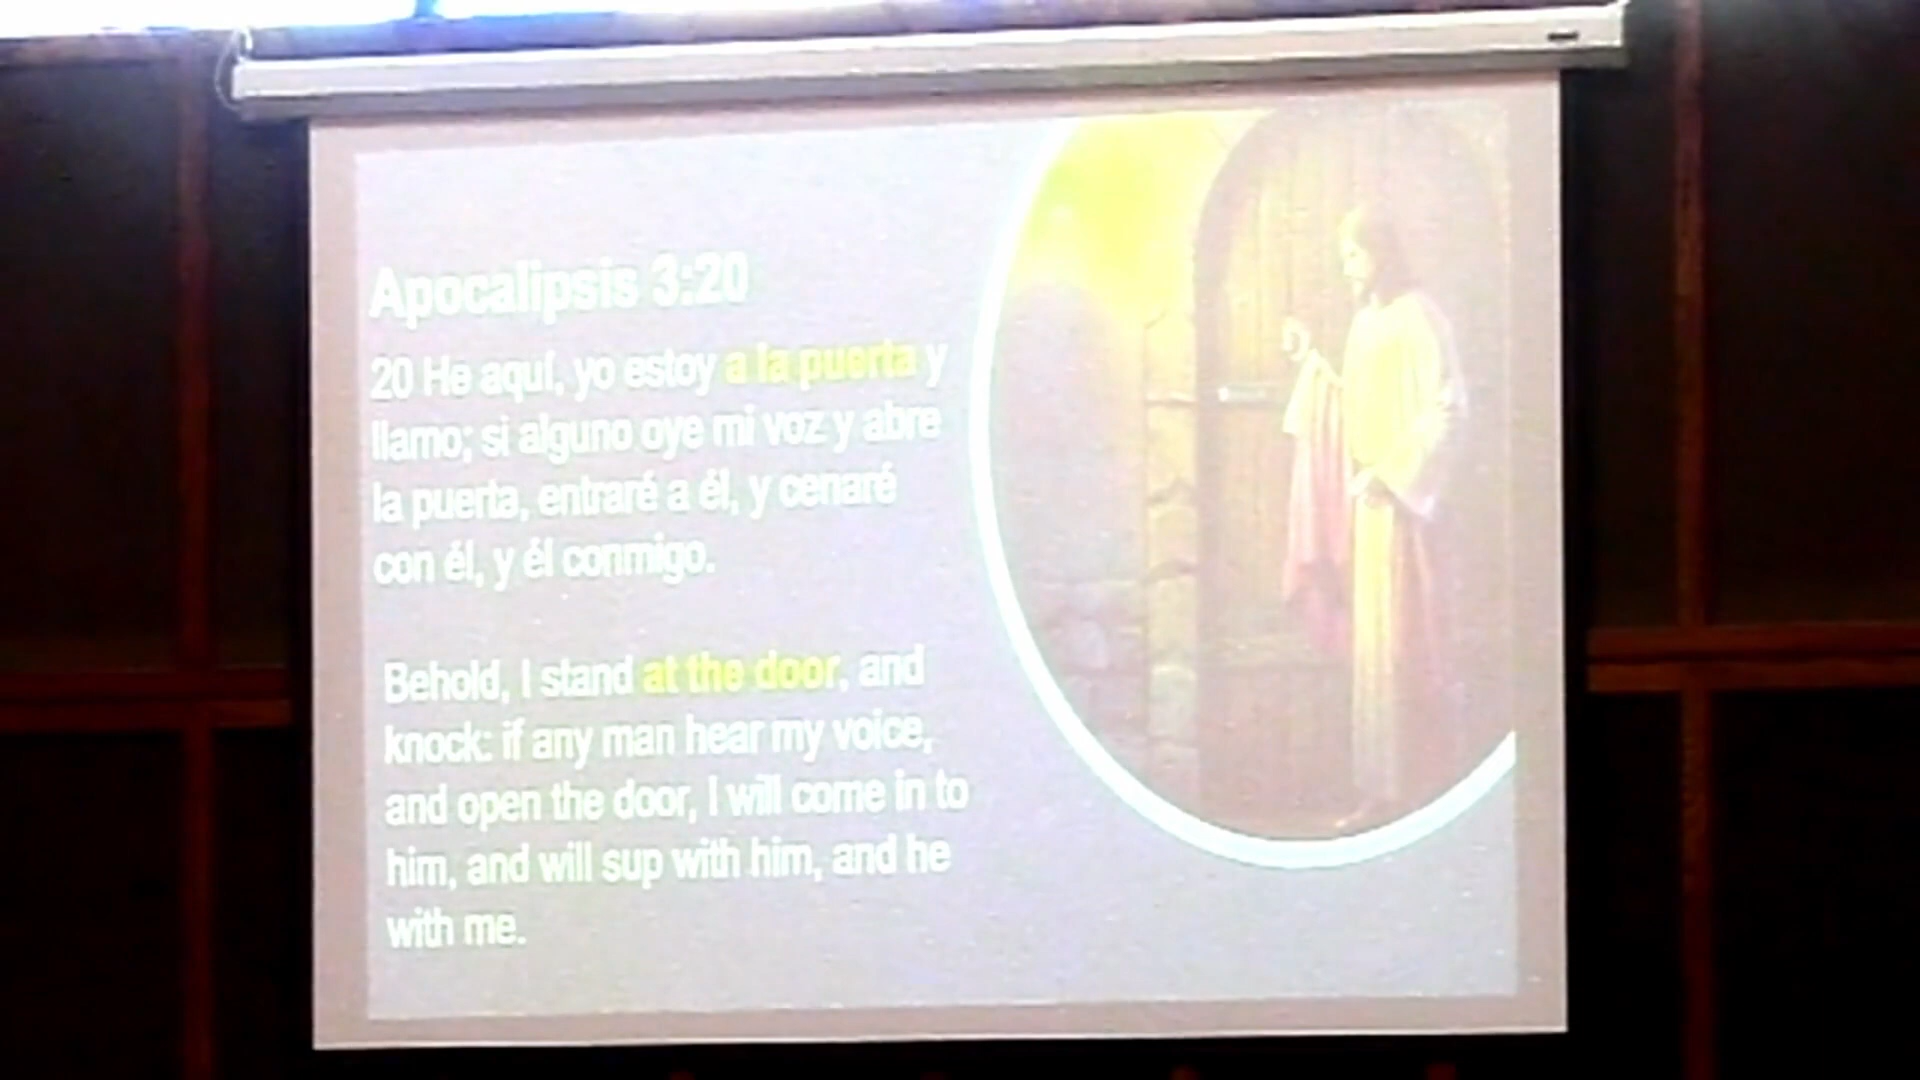 Apocalipsis 3:20
20 He aquí, yo estoy a la puerta y
llamo; si alguno oye mi voz y abre
la puerta, entraré a él, y cenaré
con él, y él conmigo.
Behold, I stand at the door, and
knock: if any man hear my voice,
and open the door, I will come in to
him, and will sup with him, and he
with me.